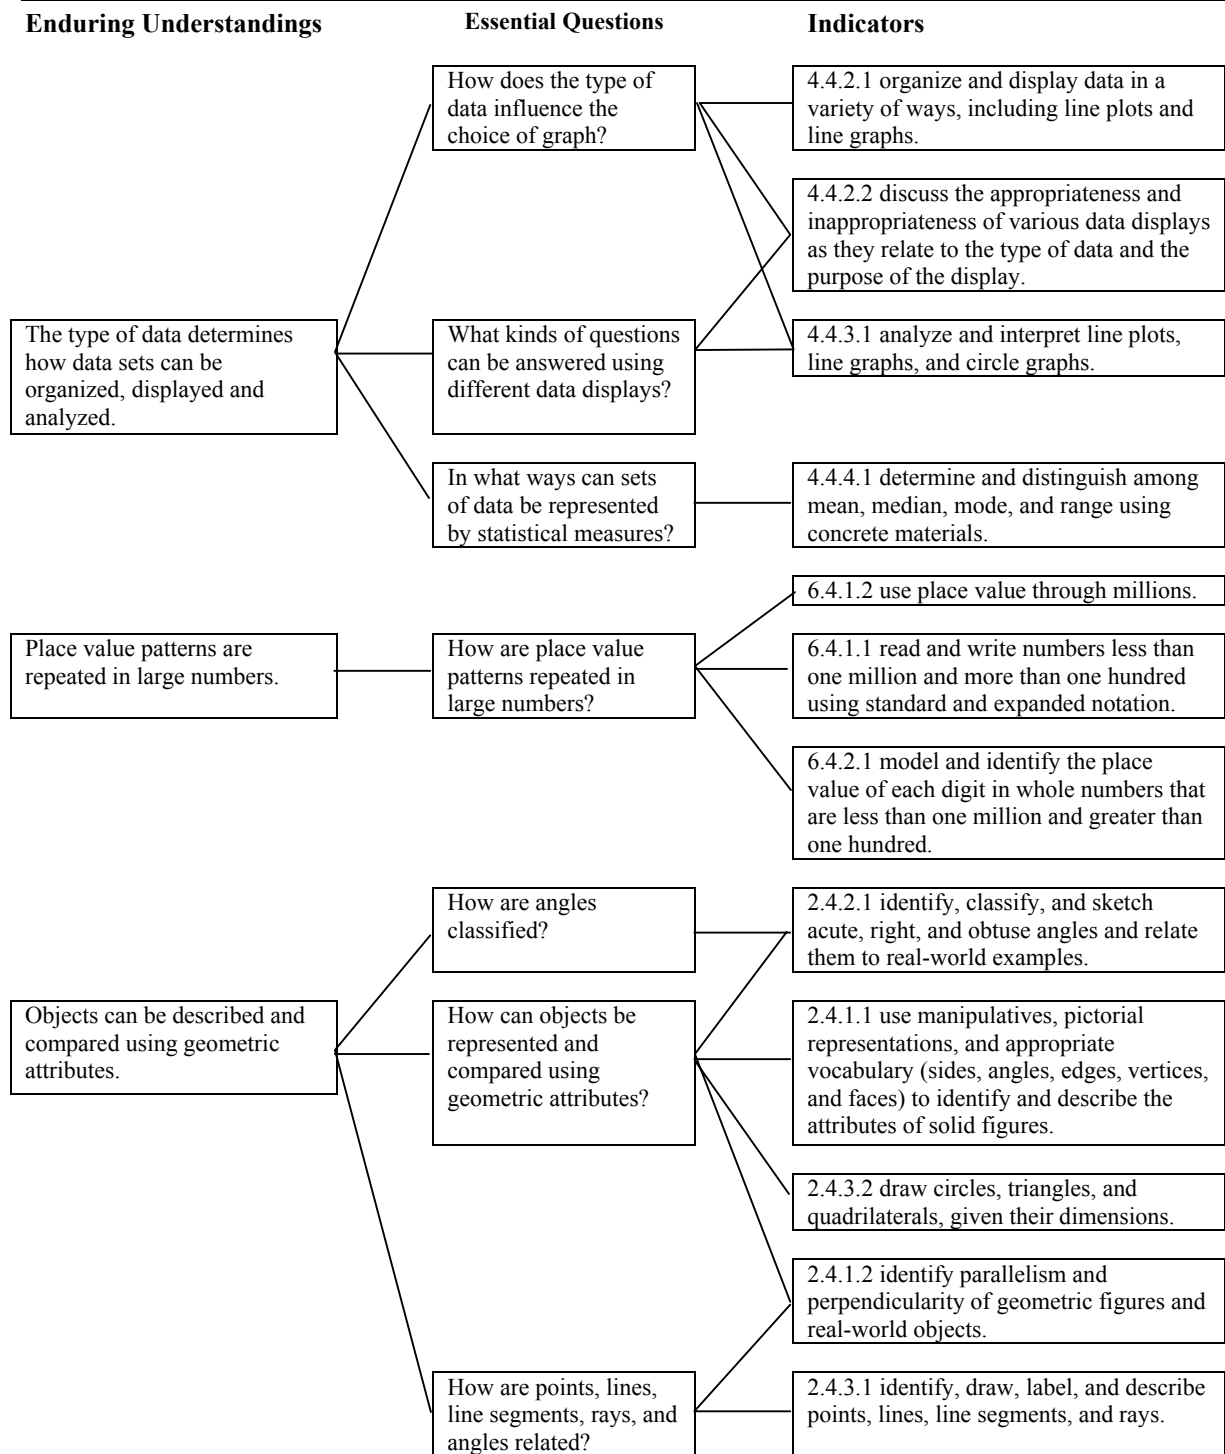 Enduring Understandings
Essential Questions
Indicators
How does the type of
data influence the
choice of graph?
4.4.2.1 organize and display data in a
variety of ways, including line plots and
line graphs.
4.4.2.2 discuss the appropriateness and
inappropriateness of various data displays
as they relate to the type of data and the
purpose of the display.
The type of data determines
how data sets can be
organized, displayed and
analyzed.
What kinds of questions
can be answered using
different data displays?
4.4.3.1 analyze and interpret line plots,
line graphs, and circle graphs.
In what ways can sets
of data be represented
by statistical measures?
4.4.4.1 determine and distinguish among
mean, median, mode, and range using
concrete materials.
6.4.1.2 use place value through millions.
Place value patterns are
repeated in large numbers.
How are place value
patterns repeated in
large numbers?
6.4.1.1 read and write numbers less than
one million and more than one hundred
using standard and expanded notation.
6.4.2.1 model and identify the place
value of each digit in whole numbers that
are less than one million and greater than
one hundred.
How are angles
classified?
2.4.2.1 identify, classify, and sketch
acute, right, and obtuse angles and relate
them to real-world examples.
Objects can be described and
compared using geometric
attributes.
How can objects be
represented and
compared using
geometric attributes?
2.4.1.1 use manipulatives, pictorial
representations, and appropriate
vocabulary (sides, angles, edges, vertices,
and faces) to identify and describe the
attributes of solid figures.
2.4.3.2 draw circles, triangles, and
quadrilaterals, given their dimensions.
2.4.1.2 identify parallelism and
perpendicularity of geometric figures and
real-world objects.
How are points, lines,
line segments, rays, and
angles related?
2.4.3.1 identify, draw, label, and describe
points, lines, line segments, and rays.